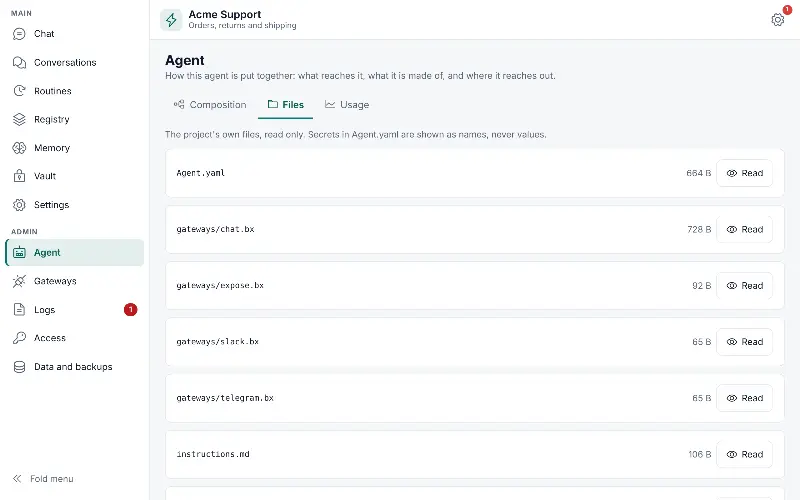 MAIN
Chat
Conversations
Routines
Registry
Memory
Vault
Settings
ADMIN
Agent
Gateways
Logs
1
Access
Data and backups
Fold menu
Acme Support
Orders, returns and shipping
1
Agent
How this agent is put together: what reaches it, what it is made of, and where it reaches out.
Composition
Files
Usage
The project's own files, read only. Secrets in Agent.yaml are shown as names, never values.
Agent.yaml 664 B Read
gateways/chat.bx 728 B Read
gateways/expose.bx 92 B Read
gateways/slack.bx 65 B Read
gateways/telegram.bx 65 B Read
instructions.md 106 B Read